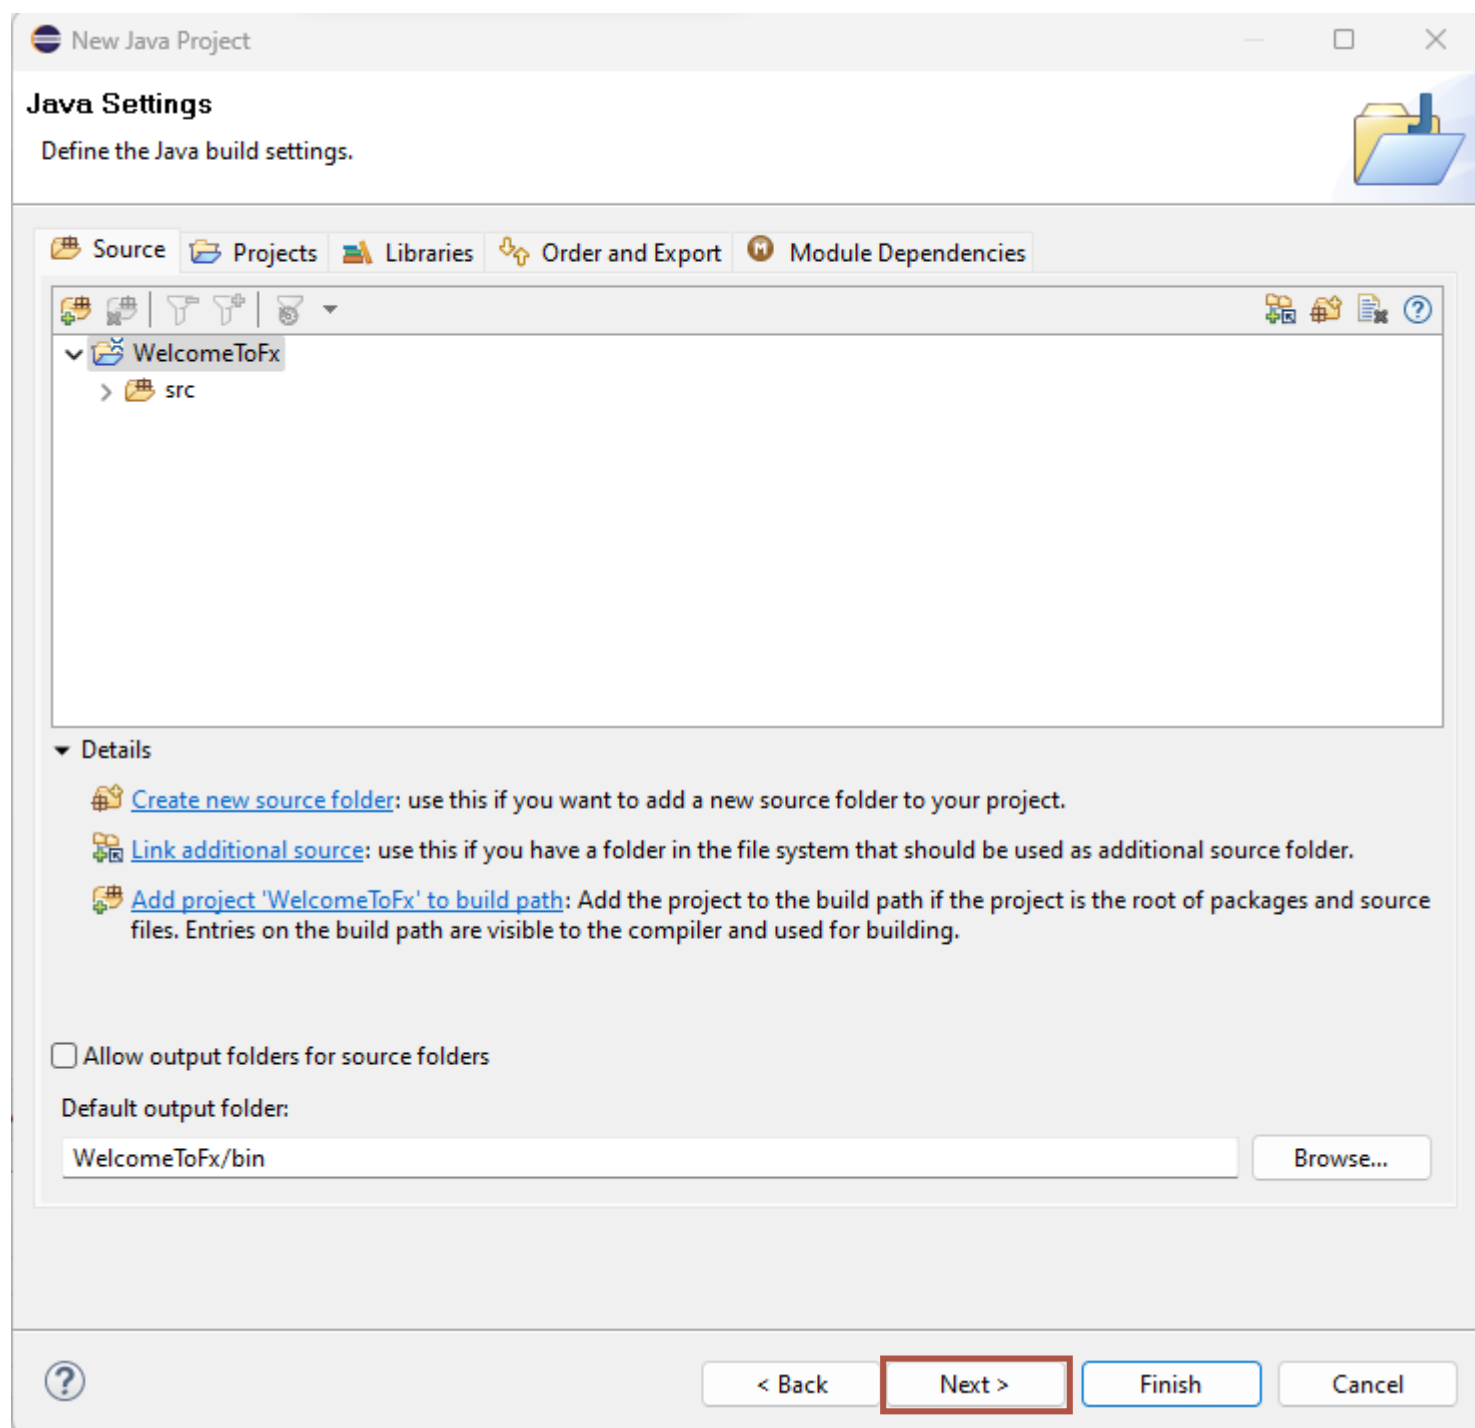 New Java Project
Java Settings
Define the Java build settings.
Source Projects Libraries Order and Export Module Dependencies
WelcomeToFx
src
Details
Create new source folder: use this if you want to add a new source folder to your project.
Link additional source: use this if you have a folder in the file system that should be used as additional source folder.
Add project 'WelcomeToFx' to build path: Add the project to the build path if the project is the root of packages and source
files. Entries on the build path are visible to the compiler and used for building.
Allow output folders for source folders
Default output folder:
WelcomeToFx/bin Browse...
< Back Next > Finish Cancel